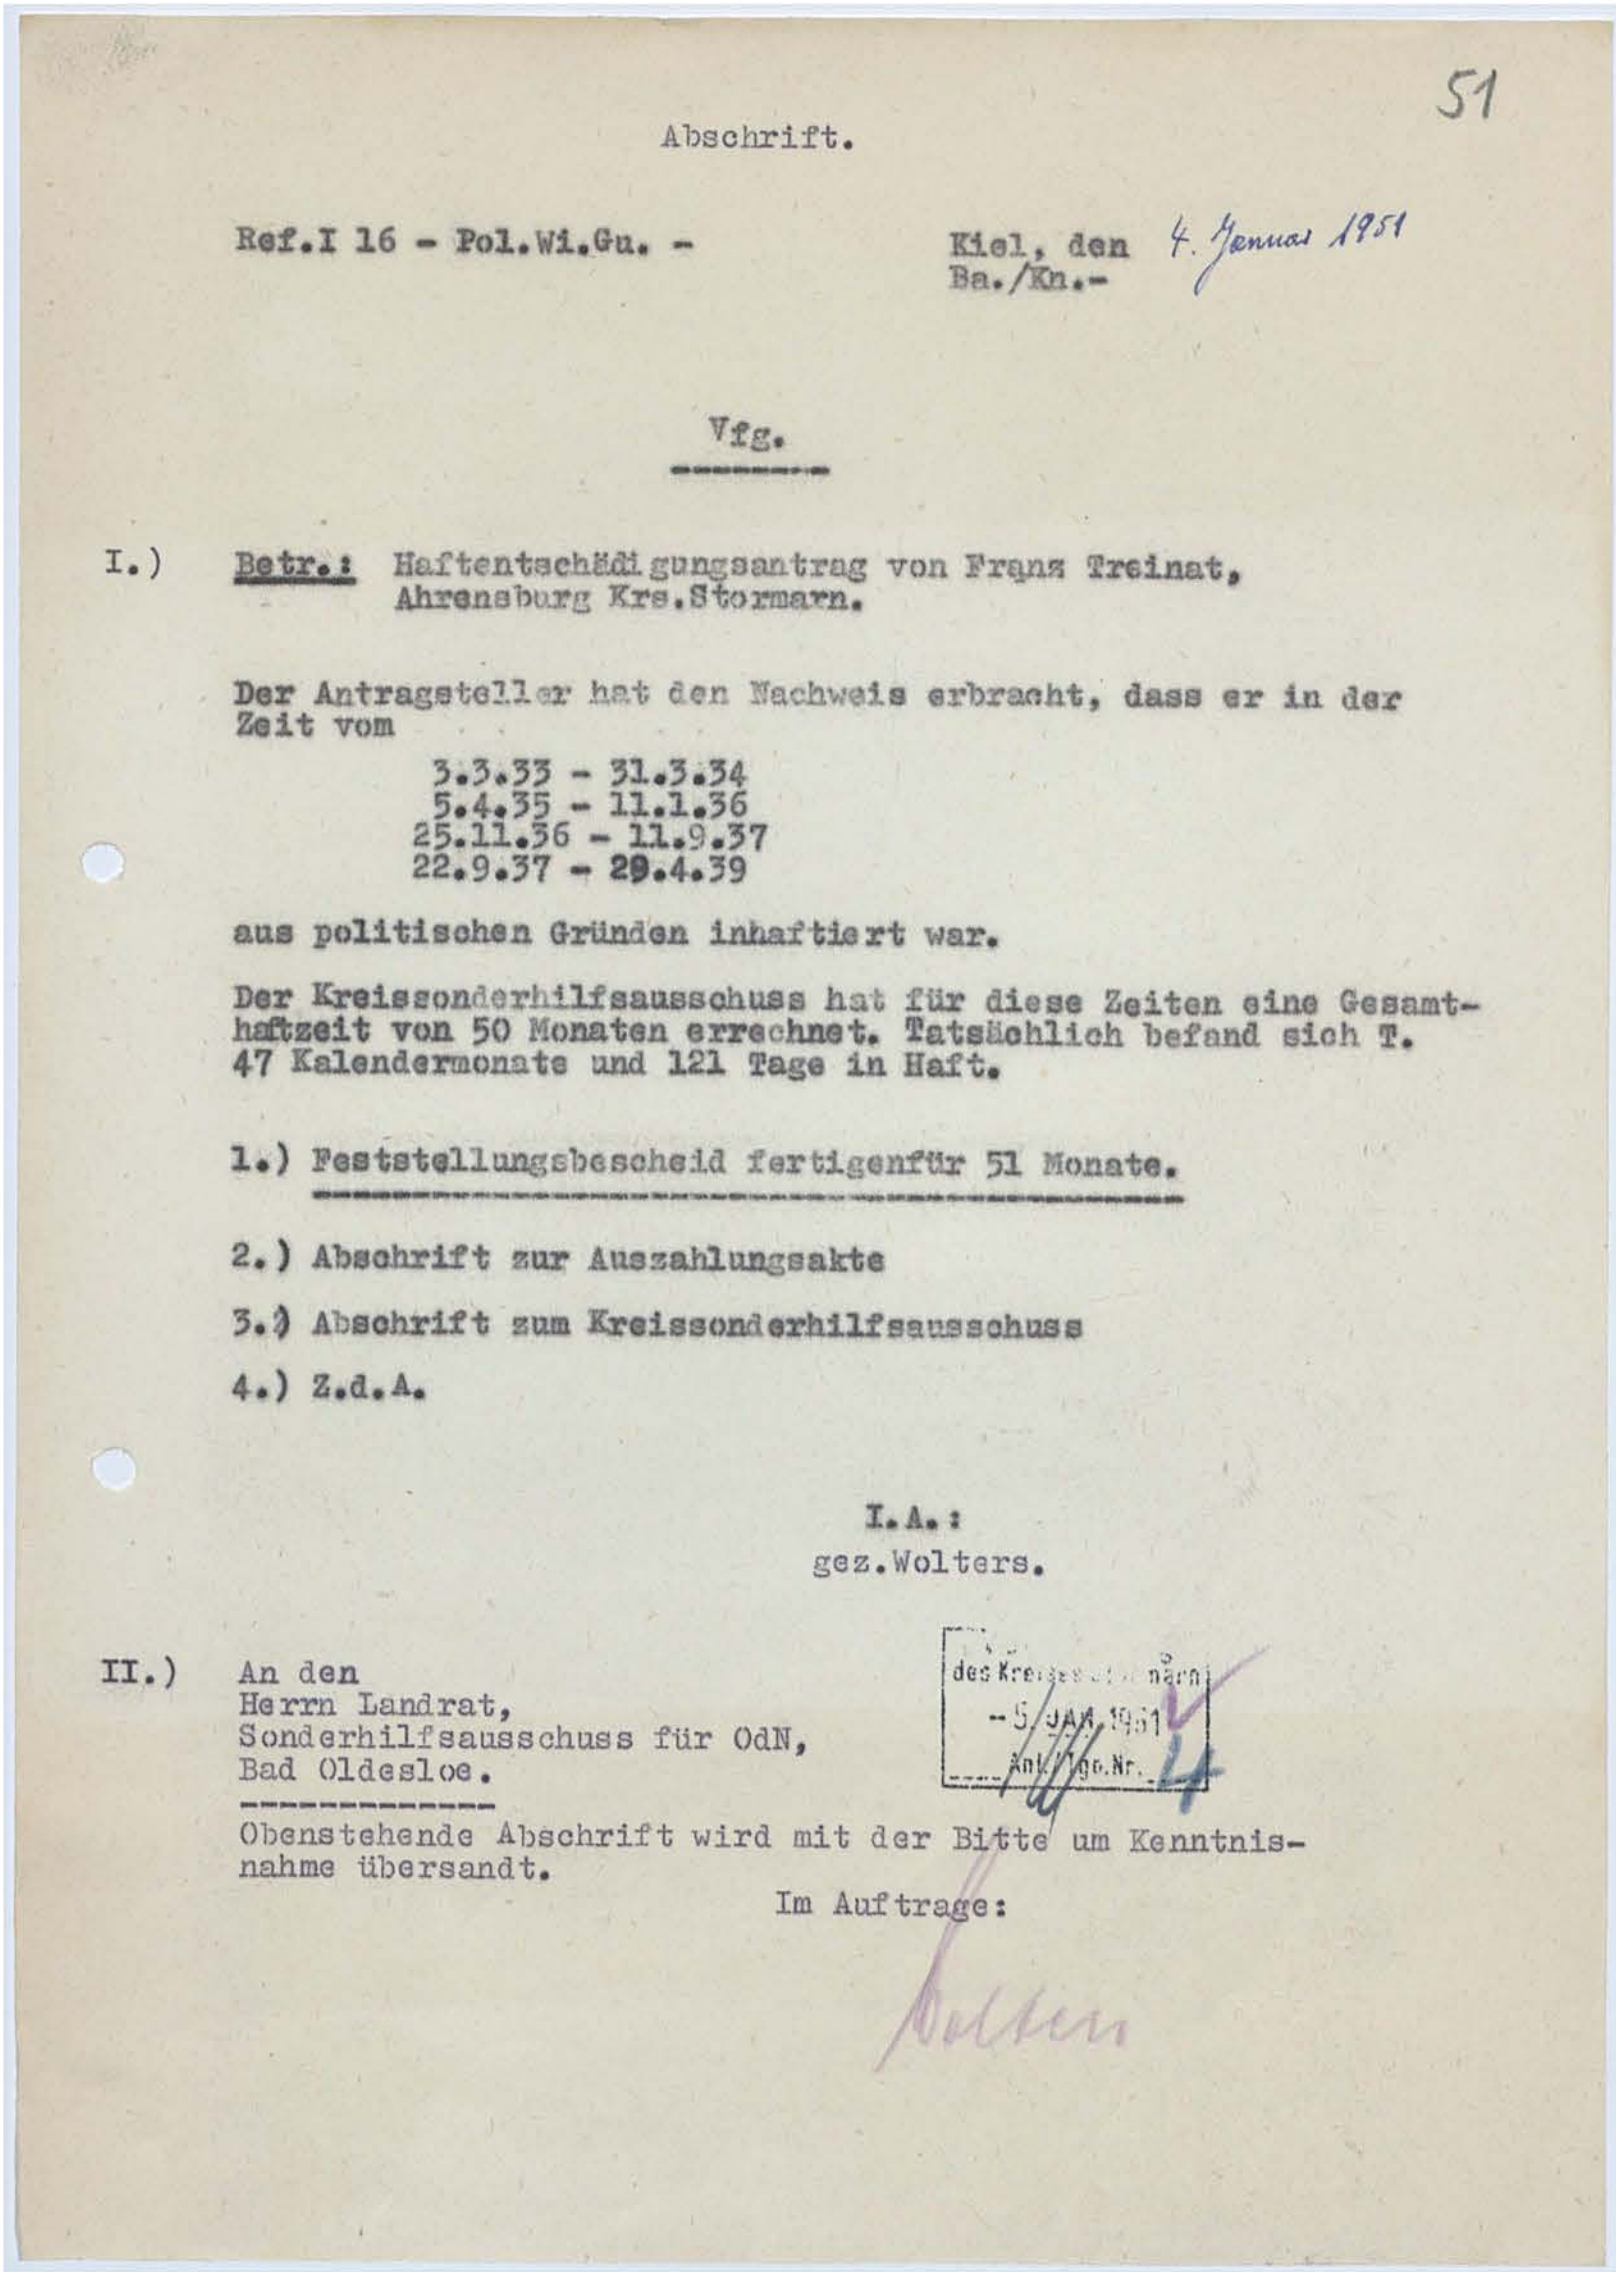 51
Abschrift.
Ref.I 16 - Pol.Wi.Gu. -
Kiel, den 4. Januar 1951
Ba./Kn.-
Vfg.
I.) Betr.: Haftentschädigungsantrag von Franz Treinat,
Ahrensburg Krs.Stormarn.
Der Antragsteller hat den Nachweis erbracht, dass er in der
Zeit vom
3.3.33 - 31.3.34
5.4.35 - 11.1.36
25.11.36 - 11.9.37
22.9.37 - 29.4.39
aus politischen Gründen inhaftiert war.
Der Kreissonderhilfsausschuss hat für diese Zeiten eine Gesamt-
haftzeit von 50 Monaten errechnet. Tatsächlich befand sich T.
47 Kalendermonate und 121 Tage in Haft.
1.) Feststellungsbescheid fertigenfür 51 Monate.
2.) Abschrift zur Auszahlungsakte
3.) Abschrift zum Kreissonderhilfsausschuss
4.) Z.d.A.
I.A.:
gez.Wolters.
II.) An den
Herrn Landrat,
Sonderhilfsausschuss für OdN,
Bad Oldesloe.
des
-5. JAN. 1951
Nr. 4
Obenstehende Abschrift wird mit der Bitte um Kenntnis-
nahme übersandt.
Im Auftrage:
Wolters